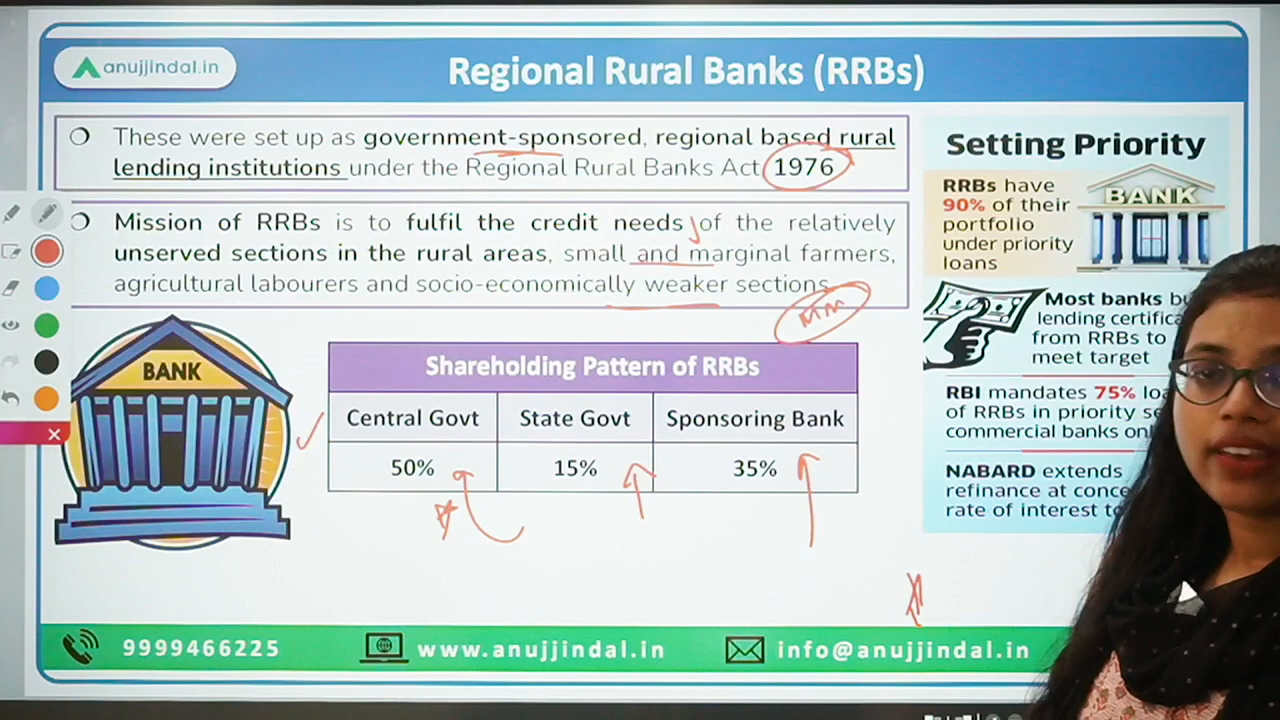 anujjindal.in
Regional Rural Banks (RRBs)
These were set up as government-sponsored, regional based rural
lending institutions under the Regional Rural Banks Act 1976
Mission of RRBs is to fulfil the credit needs of the relatively
unserved sections in the rural areas, small and marginal farmers,
agricultural labourers and socio-economically weaker sections
BANK
Shareholding Pattern of RRBs
Central Govt State Govt Sponsoring Bank
50% 15% 35%
Setting Priority
RRBs have
90% of their
portfolio
under priority
loans
BANK
Most banks
lending
from RRBs to
meet target
RBI mandates 75%
of RRBs in priority
commercial banks
NABARD extends
refinance at
rate of interest
9999466225
www.anujjindal.in
info@anujjindal.in